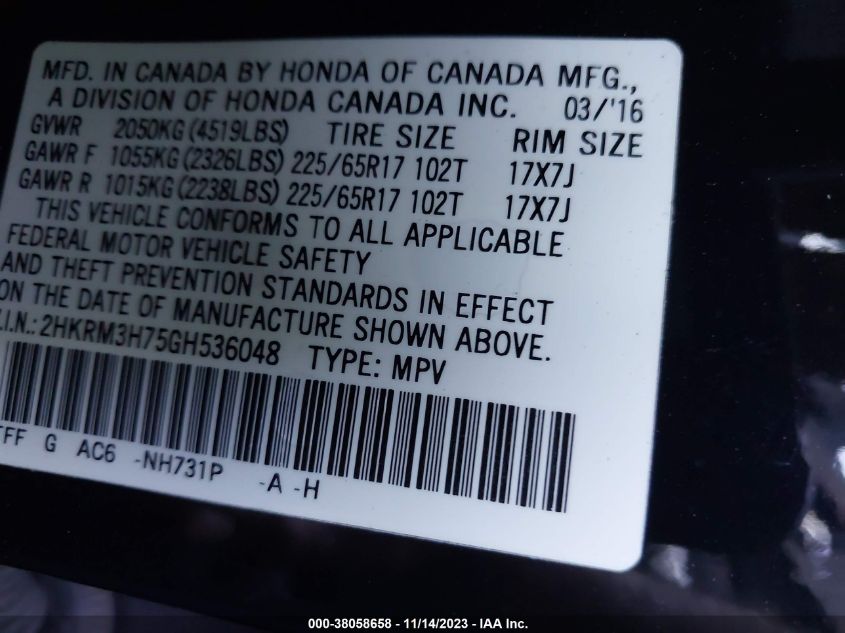 MFD. IN CANADA BY HONDA OF CANADA MFG.,
A DIVISION OF HONDA CANADA INC. 03/'16
GVWR 2050KG (4519LBS) TIRE SIZE RIM SIZE
GAWR F 1055KG (2326LBS) 225/65R17 102T 17X7J
GAWR R 1015KG (2238LBS) 225/65R17 102T 17X7J
THIS VEHICLE CONFORMS TO ALL APPLICABLE
FEDERAL MOTOR VEHICLE SAFETY
AND THEFT PREVENTION STANDARDS IN EFFECT
ON THE DATE OF MANUFACTURE SHOWN ABOVE.
.I.N.: 2HKRM3H75GH536048 TYPE: MPV
FF G AC6 -NH731P -A -H
000-38058658 - 11/14/2023 - IAA Inc.